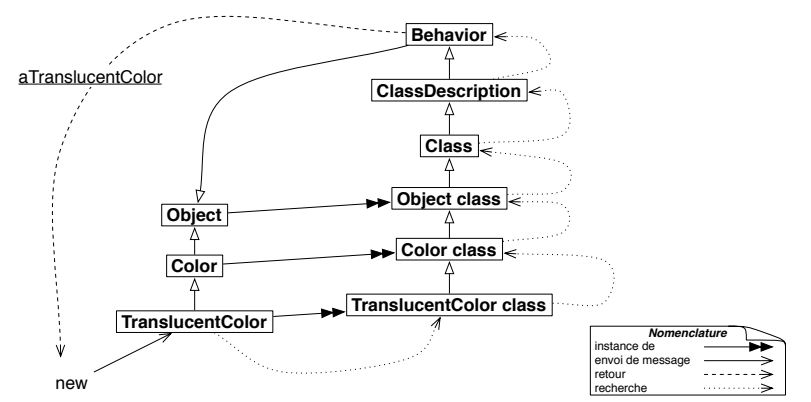 Behavior
aTranslucentColor
ClassDescription
Class
Object class
Object
Color class
Color
TranslucentColor class
TranslucentColor
new
Nomenclature
instance de
envoi de message
retour
recherche